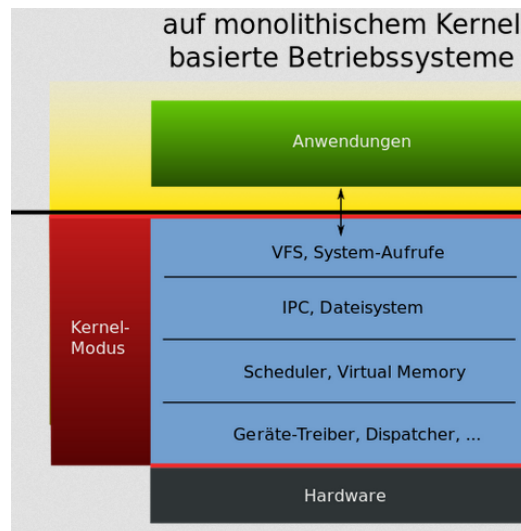 auf monolithischem Kernel
basierte Betriebssysteme
Anwendungen
VFS, System-Aufrufe
IPC, Dateisystem
Kernel-
Modus
Scheduler, Virtual Memory
Geräte-Treiber, Dispatcher, ...
Hardware